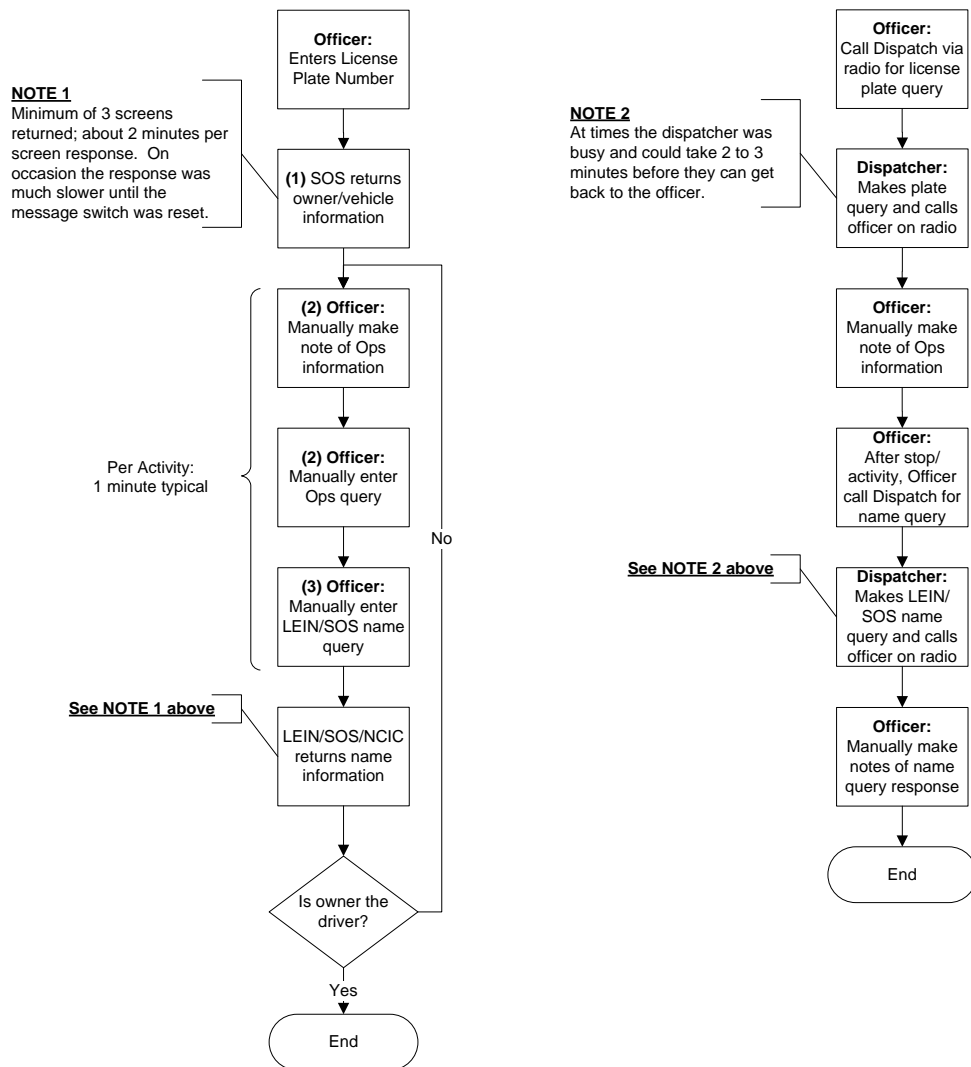 Officer:
Enters License
Plate Number
NOTE 1
Minimum of 3 screens
returned; about 2 minutes per
screen response. On
occasion the response was
much slower until the
message switch was reset.
(1) SOS returns
owner/vehicle
information
(2) Officer:
Manually make
note of Ops
information
(2) Officer:
Manually enter
Ops query
Per Activity:
1 minute typical
No
(3) Officer:
Manually enter
LEIN/SOS name
query
See NOTE 1 above
LEIN/SOS/NCIC
returns name
information
Is owner the
driver?
Yes
End
Officer:
Call Dispatch via
radio for license
plate query
NOTE 2
At times the dispatcher was
busy and could take 2 to 3
minutes before they can get
back to the officer.
Dispatcher:
Makes plate
query and calls
officer on radio
Officer:
Manually make
note of Ops
information
Officer:
After stop/
activity, Officer
call Dispatch for
name query
See NOTE 2 above
Dispatcher:
Makes LEIN/
SOS name
query and calls
officer on radio
Officer:
Manually make
notes of name
query response
End